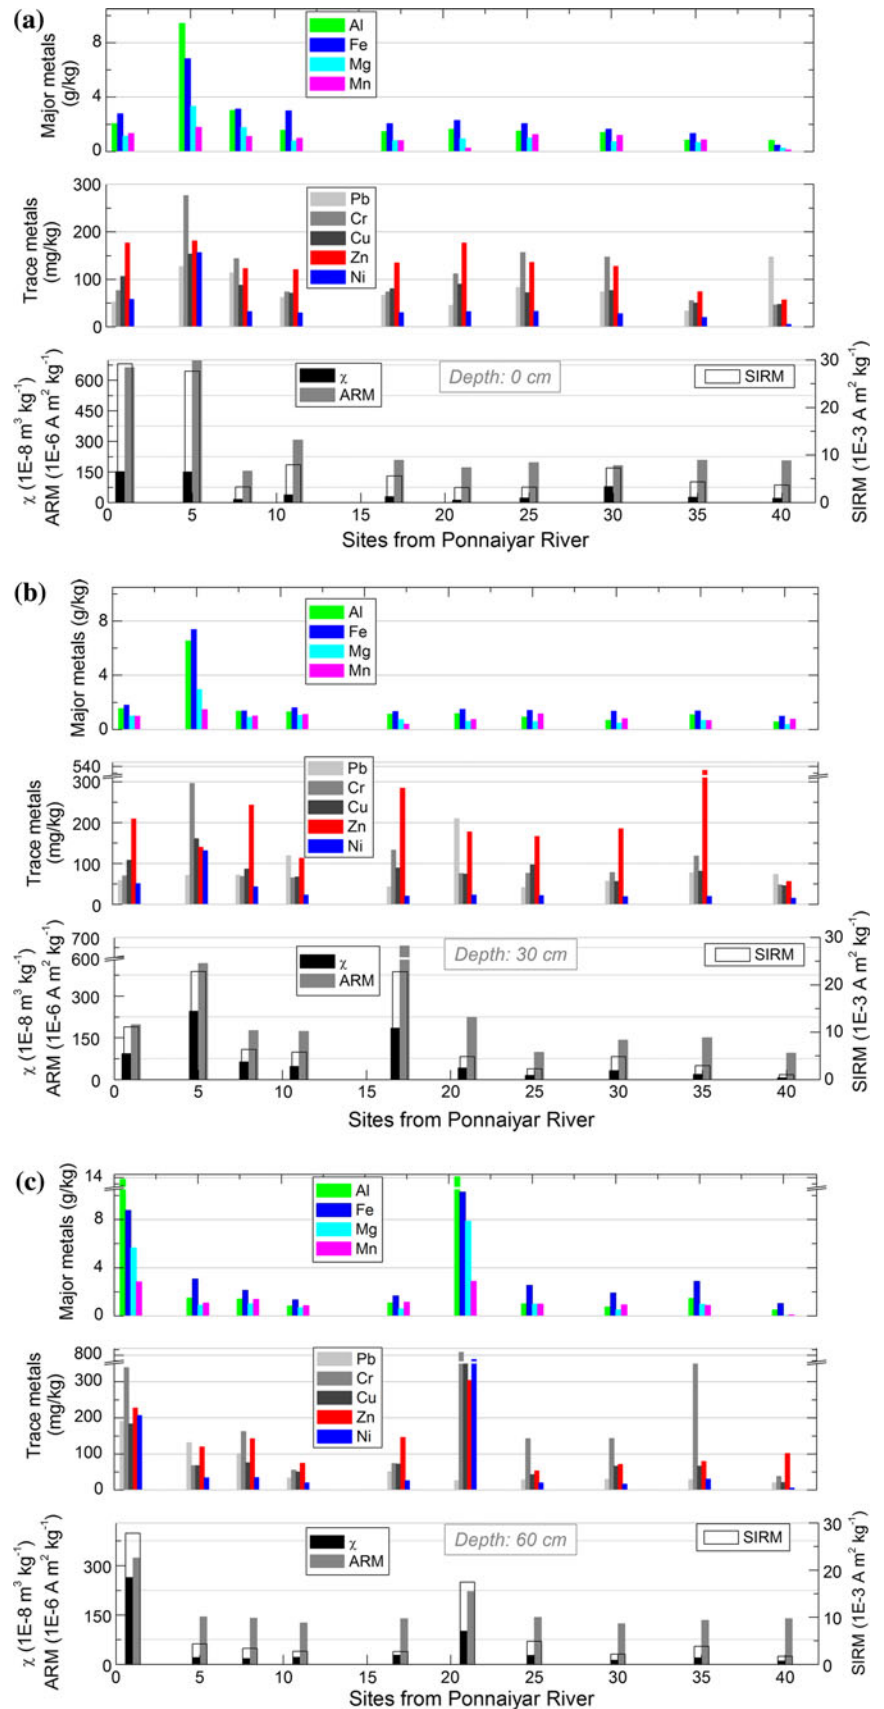 (a)
Major metals
(g/kg)
8
4
0
Al
Fe
Mg
Mn
Trace metals
(mg/kg)
300
200
100
0
Pb
Cr
Cu
Zn
Ni
χ (1E-8 m³ kg⁻¹)
ARM (1E-6 A m² kg⁻¹)
600
450
300
150
0
χ
ARM
Depth: 0 cm
SIRM
30
20
10
0
SIRM (1E-3 A m² kg⁻¹)
0 5 10 15 20 25 30 35 40
Sites from Ponnaiyar River
(b)
Major metals (g/kg)
8
4
0
Al
Fe
Mg
Mn
Trace metals
(mg/kg)
540
300
200
100
0
Pb
Cr
Cu
Zn
Ni
χ (1E-8 m³ kg⁻¹)
ARM (1E-6 A m² kg⁻¹)
700
600
300
150
0
χ
ARM
Depth: 30 cm
SIRM
30
20
10
0
SIRM (1E-3 A m² kg⁻¹)
0 5 10 15 20 25 30 35 40
Sites from Ponnaiyar River
(c)
Major metals (g/kg)
14
8
4
0
Al
Fe
Mg
Mn
Trace metals
(mg/kg)
800
300
200
100
0
Pb
Cr
Cu
Zn
Ni
χ (1E-8 m³ kg⁻¹)
ARM (1E-6 A m² kg⁻¹)
300
150
0
χ
ARM
Depth: 60 cm
SIRM
30
20
10
0
SIRM (1E-3 A m² kg⁻¹)
0 5 10 15 20 25 30 35 40
Sites from Ponnaiyar River